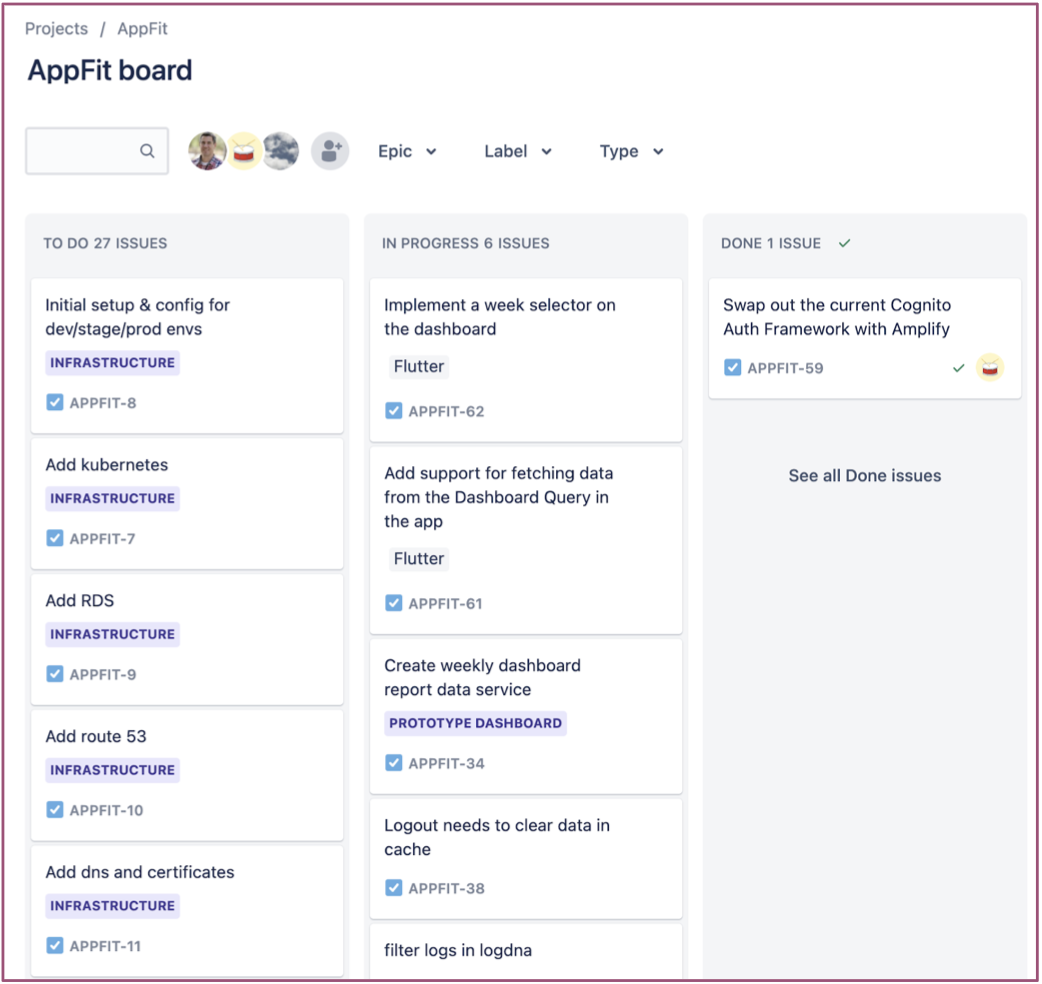 Projects / AppFit
AppFit board
Epic Label Type
TO DO 27 ISSUES
Initial setup & config for
dev/stage/prod envs
INFRASTRUCTURE
APPFIT-8
Add kubernetes
INFRASTRUCTURE
APPFIT-7
Add RDS
INFRASTRUCTURE
APPFIT-9
Add route 53
INFRASTRUCTURE
APPFIT-10
Add dns and certificates
INFRASTRUCTURE
APPFIT-11
IN PROGRESS 6 ISSUES
Implement a week selector on
the dashboard
Flutter
APPFIT-62
Add support for fetching data
from the Dashboard Query in
the app
Flutter
APPFIT-61
Create weekly dashboard
report data service
PROTOTYPE DASHBOARD
APPFIT-34
Logout needs to clear data in
cache
APPFIT-38
filter logs in logdna
DONE 1 ISSUE
Swap out the current Cognito
Auth Framework with Amplify
APPFIT-59
See all Done issues